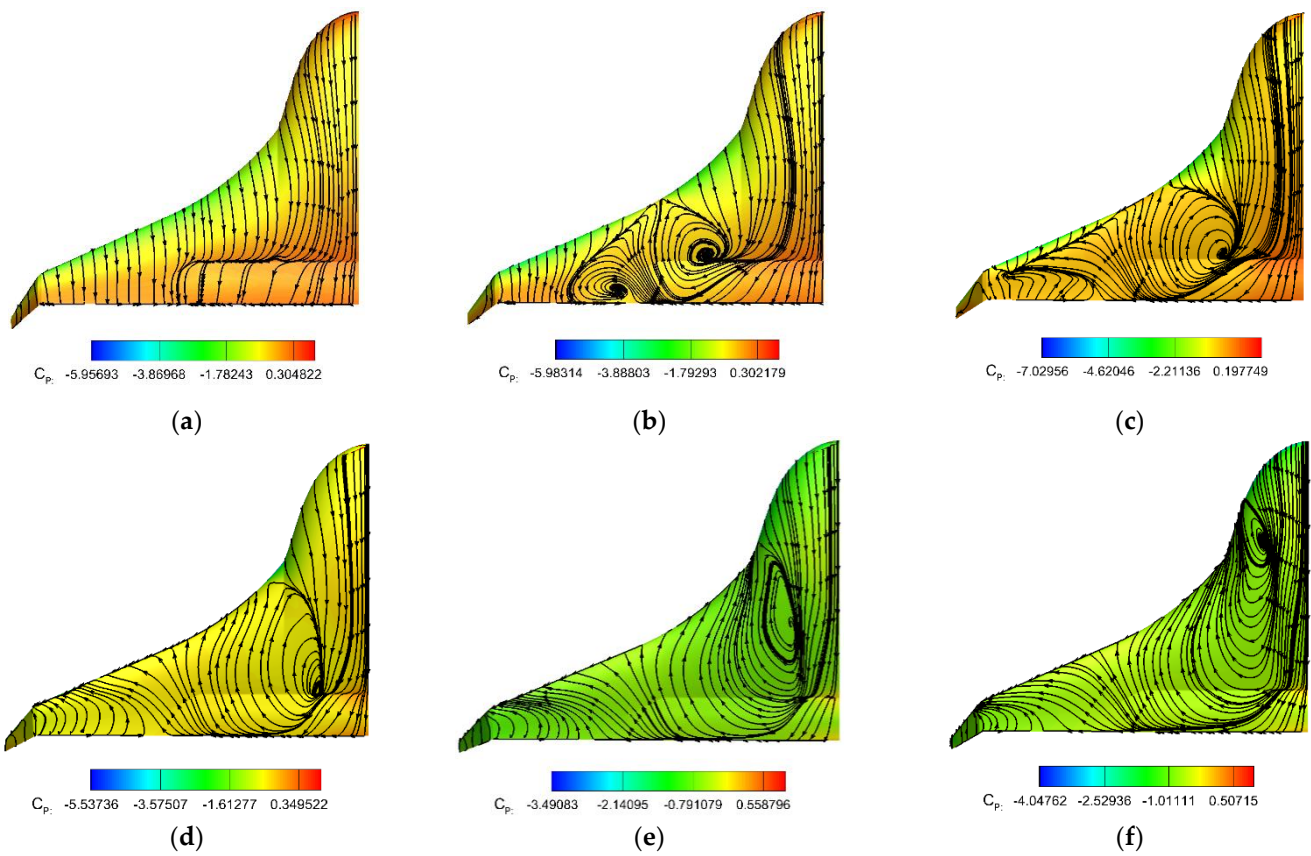 -5.95693 -3.86968 -1.78243 0.304822
C_P:
(a)
-5.98314 -3.88803 -1.79293 0.302179
C_P:
(b)
-7.02956 -4.62046 -2.21136 0.197749
C_P:
(c)
-5.53736 -3.57507 -1.61277 0.349522
C_P:
(d)
-3.49083 -2.14095 -0.791079 0.558796
C_P:
(e)
-4.04762 -2.52936 -1.01111 0.50715
C_P:
(f)